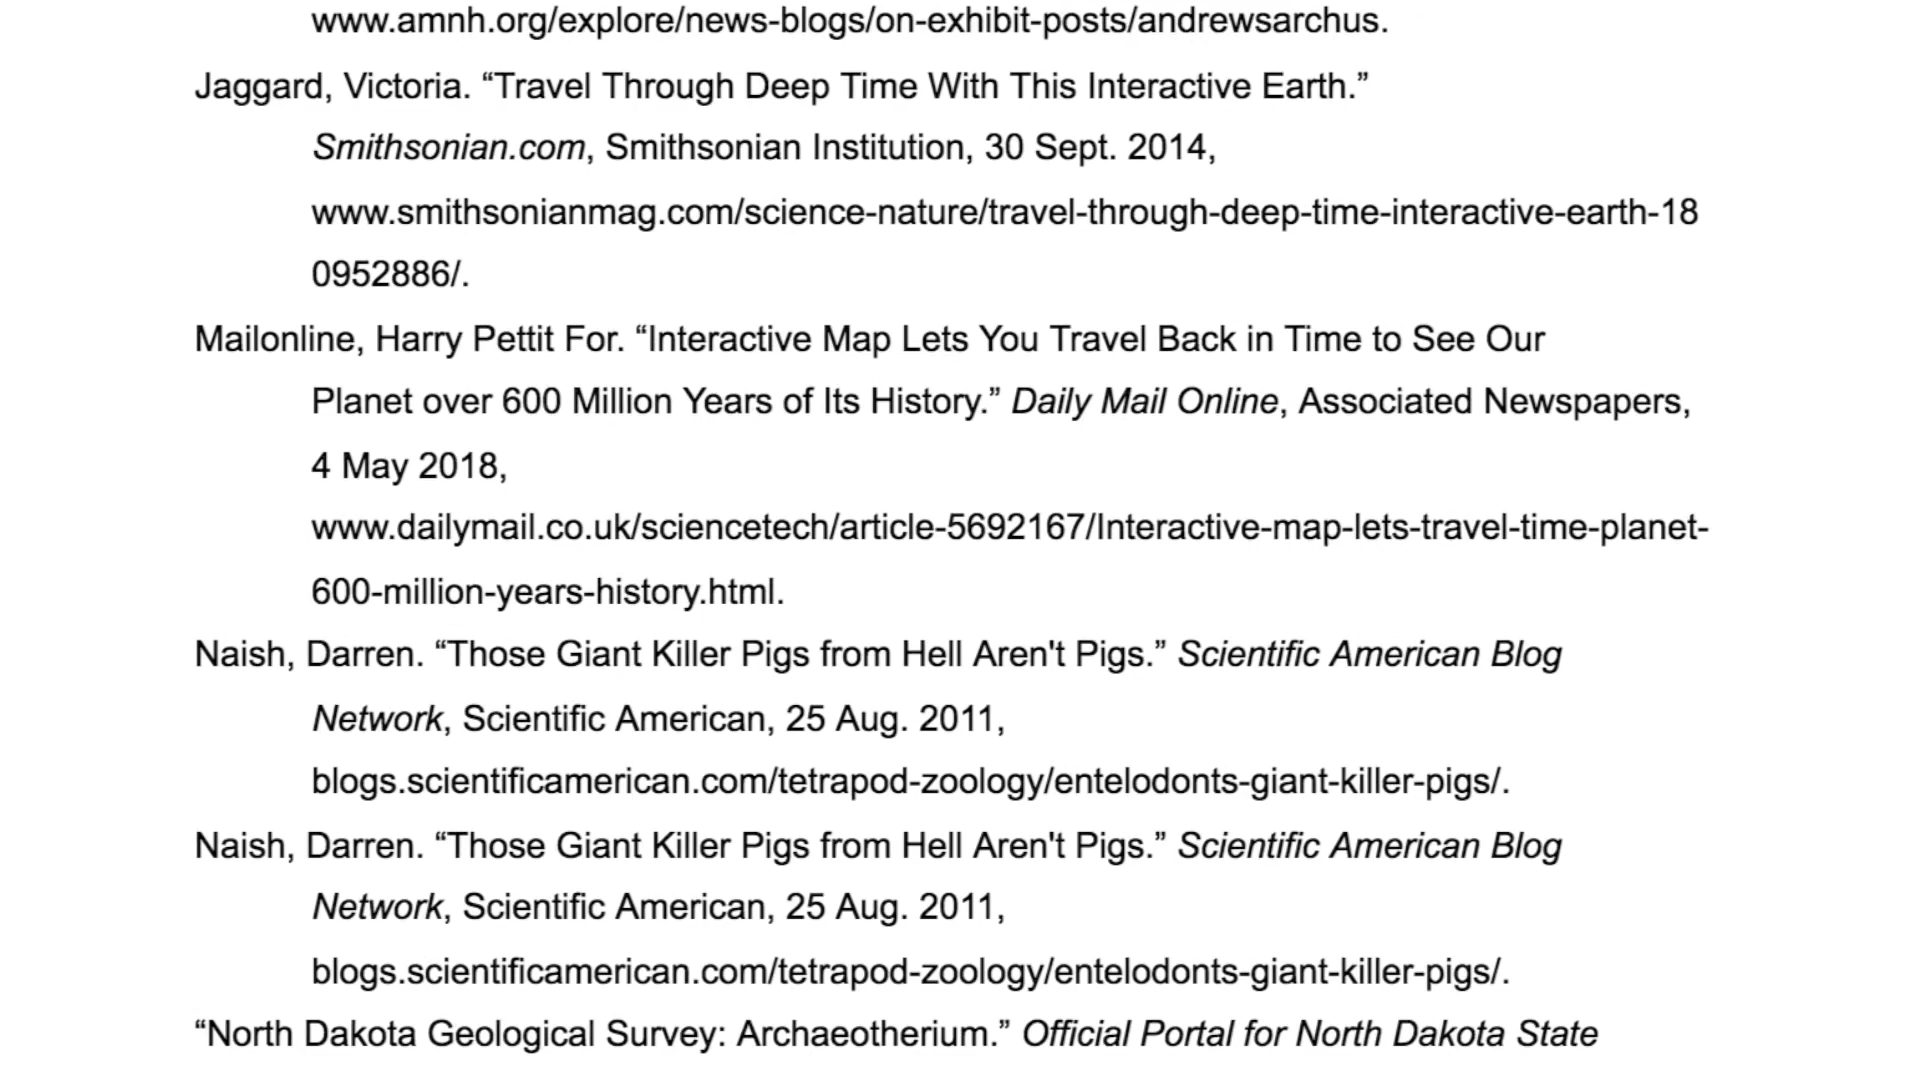 www.amnh.org/explore/news-blogs/on-exhibit-posts/andrewsarchus.
Jaggard, Victoria. “Travel Through Deep Time With This Interactive Earth.”
Smithsonian.com, Smithsonian Institution, 30 Sept. 2014,
www.smithsonianmag.com/science-nature/travel-through-deep-time-interactive-earth-18
0952886/.
Mailonline, Harry Pettit For. “Interactive Map Lets You Travel Back in Time to See Our
Planet over 600 Million Years of Its History.” Daily Mail Online, Associated Newspapers,
4 May 2018,
www.dailymail.co.uk/sciencetech/article-5692167/Interactive-map-lets-travel-time-planet-
600-million-years-history.html.
Naish, Darren. “Those Giant Killer Pigs from Hell Aren't Pigs.” Scientific American Blog
Network, Scientific American, 25 Aug. 2011,
blogs.scientificamerican.com/tetrapod-zoology/entelodonts-giant-killer-pigs/.
Naish, Darren. “Those Giant Killer Pigs from Hell Aren't Pigs.” Scientific American Blog
Network, Scientific American, 25 Aug. 2011,
blogs.scientificamerican.com/tetrapod-zoology/entelodonts-giant-killer-pigs/.
“North Dakota Geological Survey: Archaeotherium.” Official Portal for North Dakota State